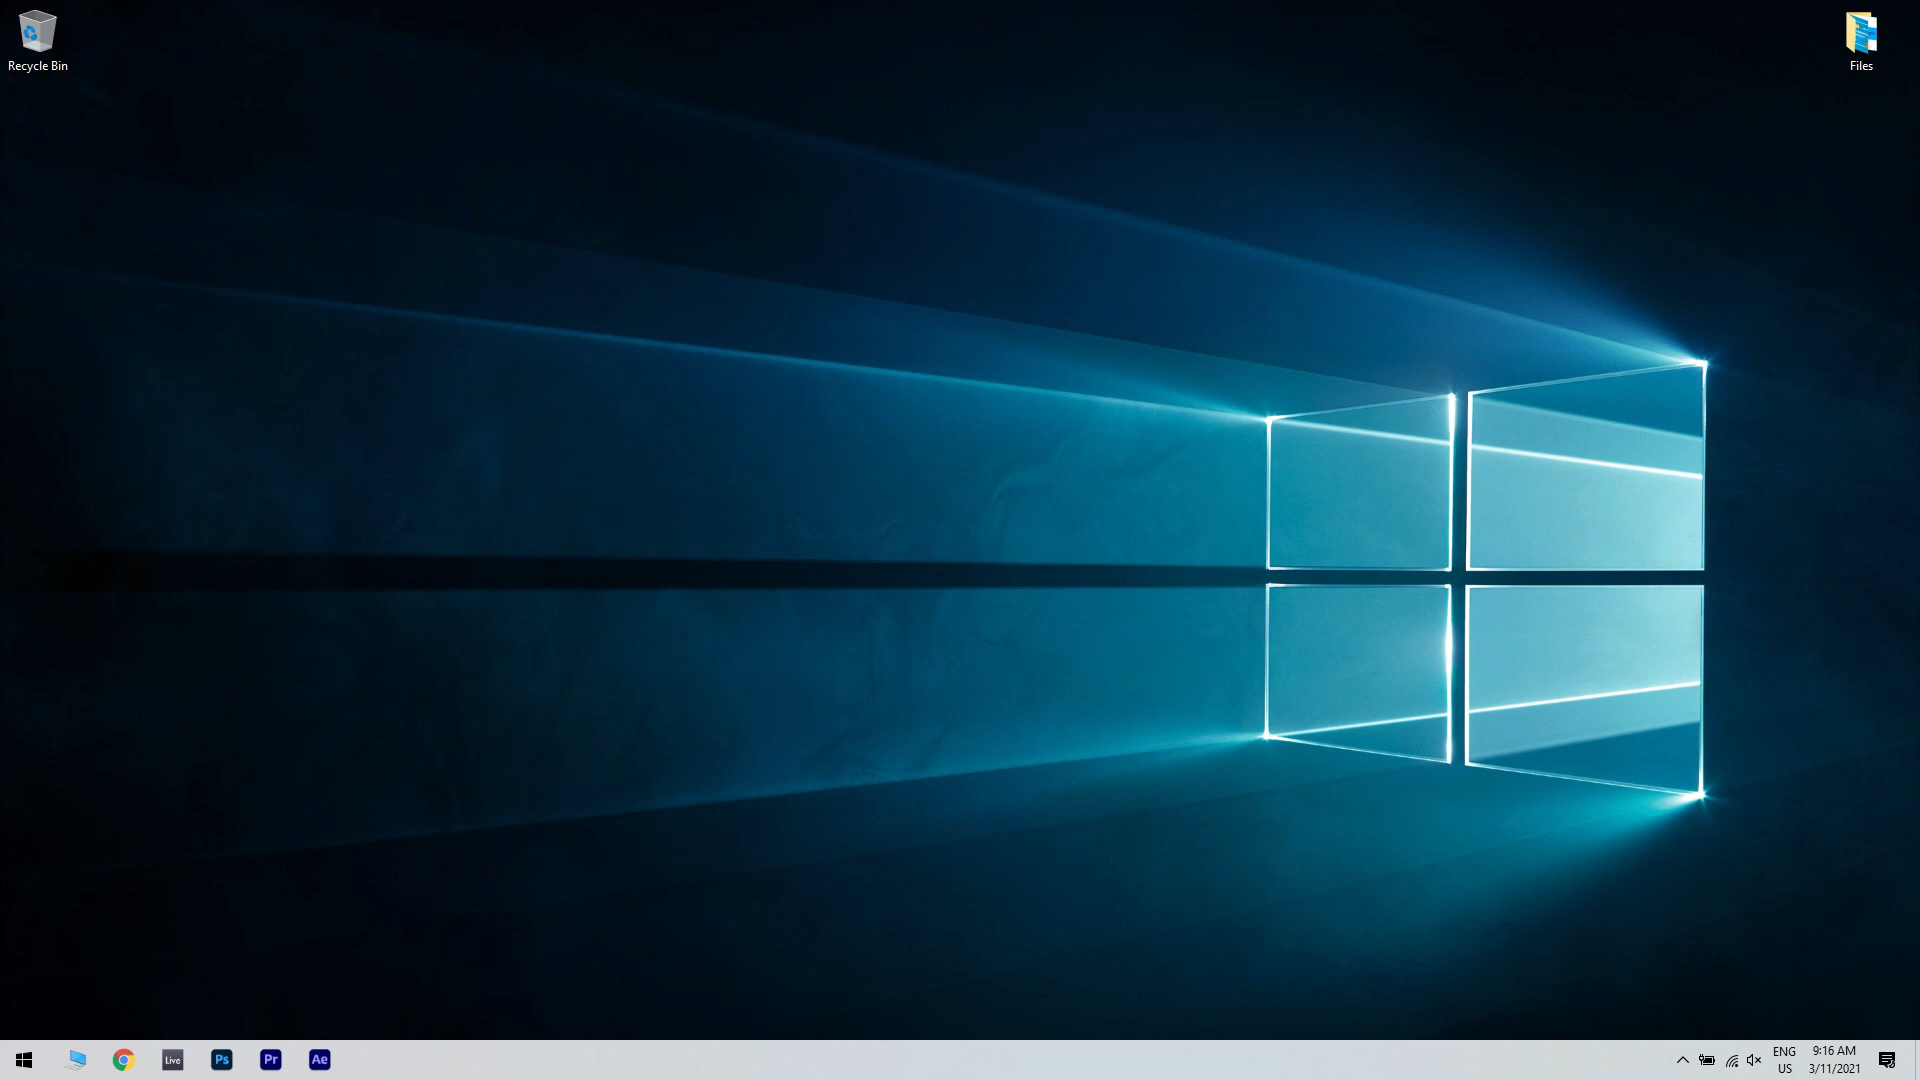 Recycle Bin
Files
Live
Ps
Pr
Ae
ENG
US
9:16 AM
3/11/2021